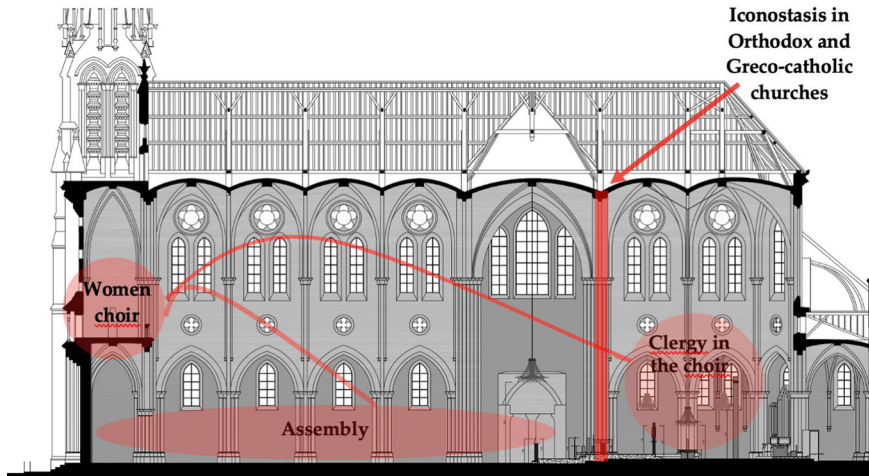 Iconostasis in
Orthodox and
Greco-catholic
churches
Women
choir
Clergy in
the choir
Assembly